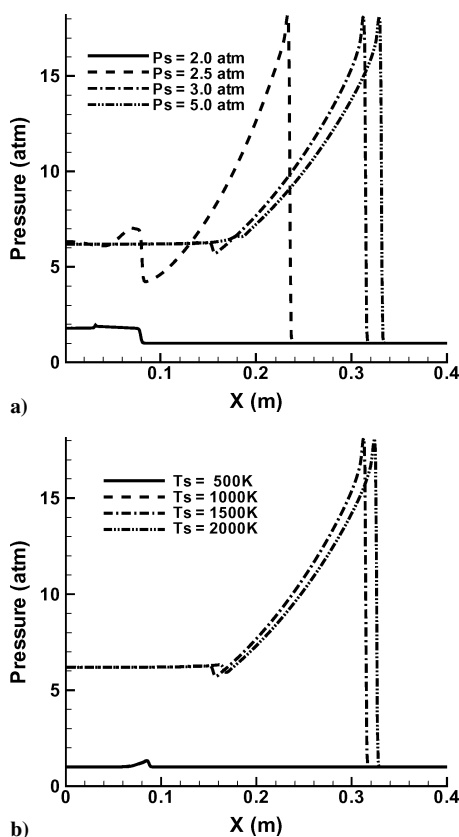 Pressure (atm)
15
10
5
0
Ps = 2.0 atm
Ps = 2.5 atm
Ps = 3.0 atm
Ps = 5.0 atm
0.1 0.2 0.3 0.4
X (m)
a)
Pressure (atm)
15
10
5
0
Ts = 500K
Ts = 1000K
Ts = 1500K
Ts = 2000K
0 0.1 0.2 0.3 0.4
X (m)
b)